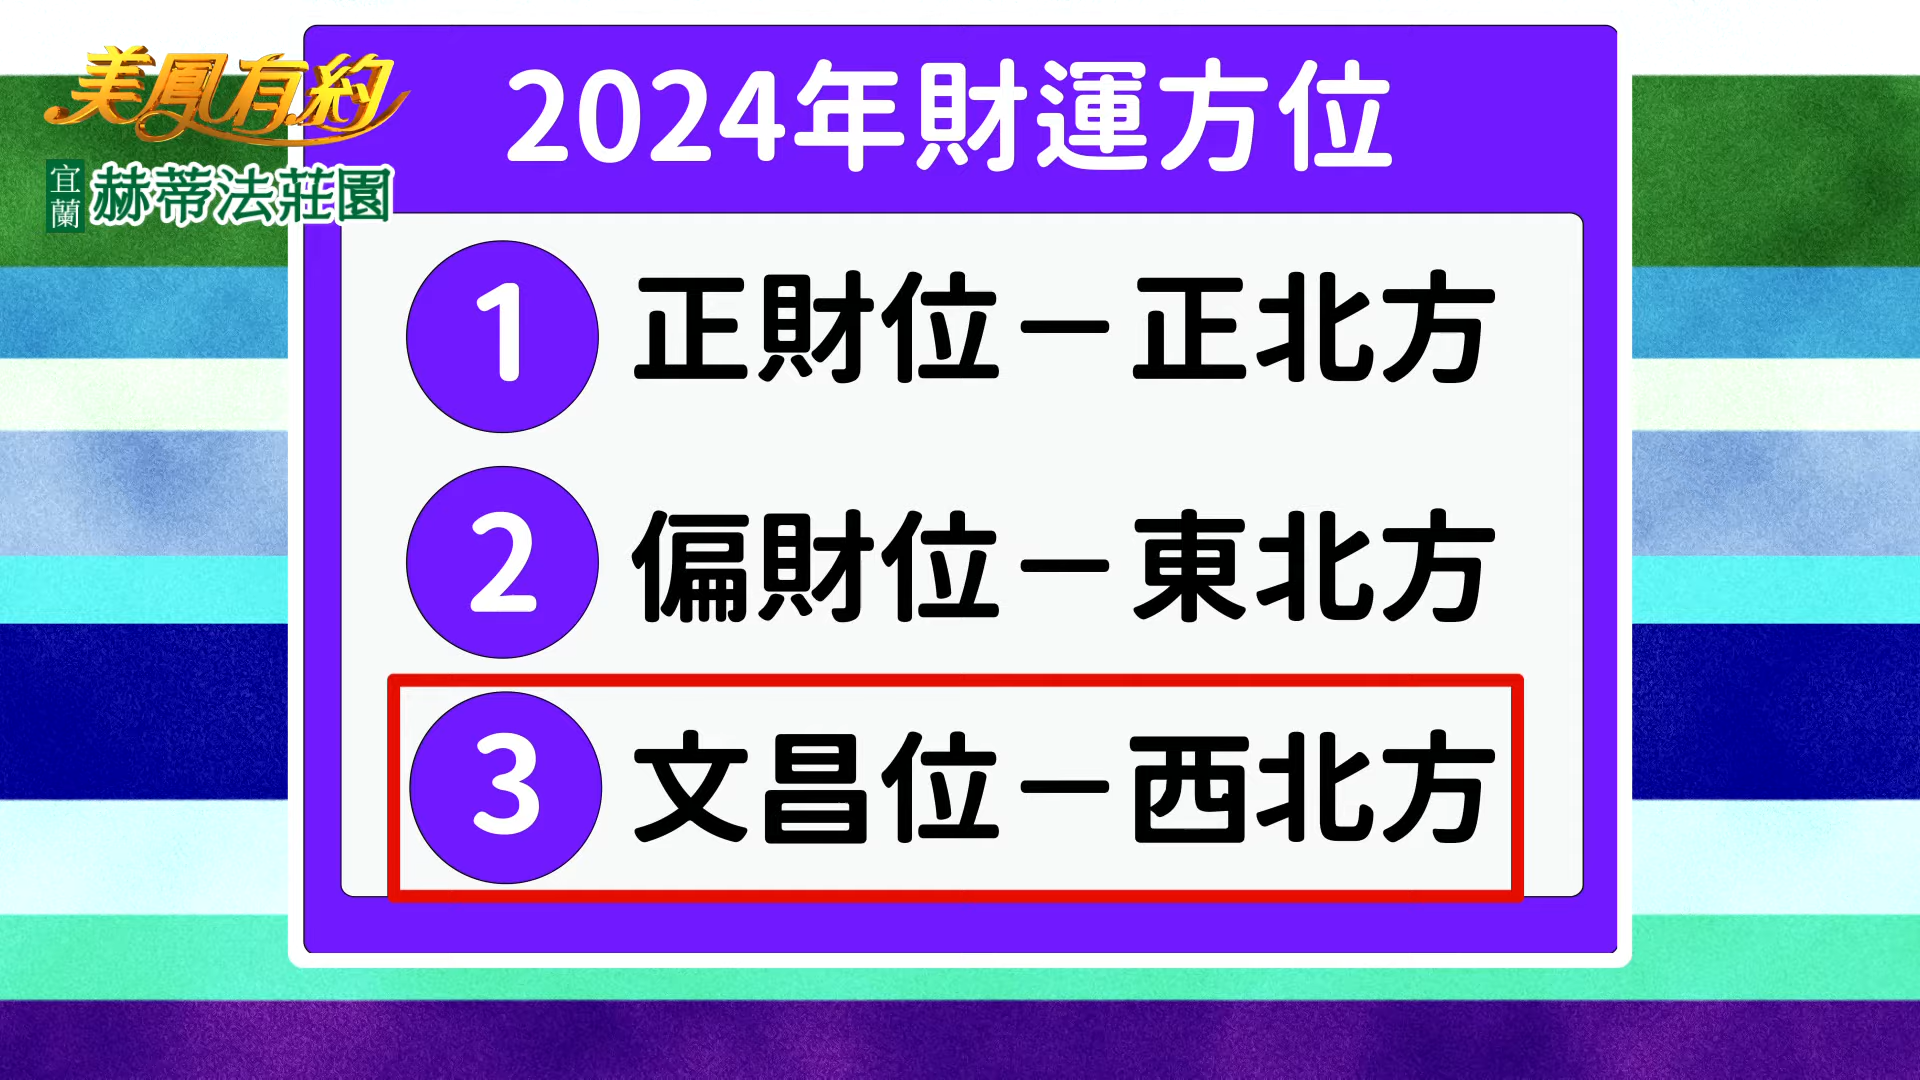 美鳳有約
宜蘭 赫蒂法莊園
2024年財運方位
1 正財位－正北方
2 偏財位－東北方
3 文昌位－西北方